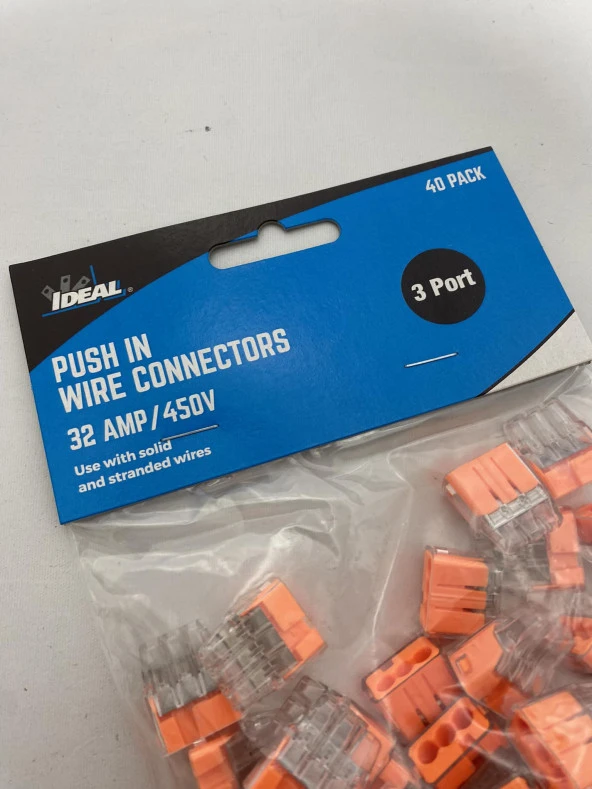 40 PACK
IDEAL®
3 Port
PUSH IN
WIRE CONNECTORS
32 AMP/450V
Use with solid
and stranded wires